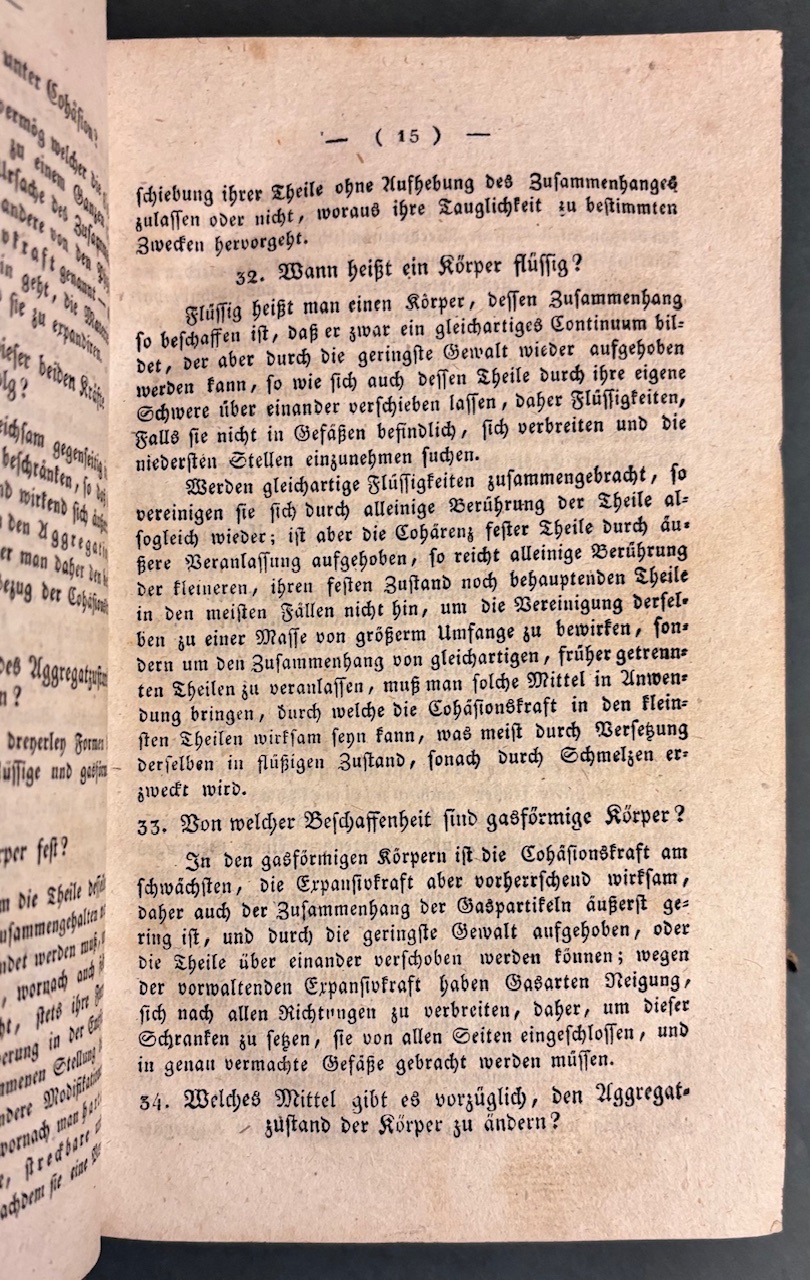 — ( 15 ) —
schiebung ihrer Theile ohne Aufhebung des Zusammenhanges
zulassen oder nicht, woraus ihre Tauglichkeit zu bestimmten
Zwecken hervorgeht.
32. Wann heißt ein Körper flüssig?
Flüssig heißt man einen Körper, dessen Zusammenhang
so beschaffen ist, daß er zwar ein gleichartiges Continuum bil-
det, der aber durch die geringste Gewalt wieder aufgehoben
werden kann, so wie sich auch dessen Theile durch ihre eigene
Schwere über einander verschieben lassen, daher Flüssigkeiten,
Falls sie nicht in Gefäßen befindlich, sich verbreiten und die
niedersten Stellen einzunehmen suchen.
Werden gleichartige Flüssigkeiten zusammengebracht, so
vereinigen sie sich durch alleinige Berührung der Theile al-
sogleich wieder; ist aber die Cohärenz fester Theile durch äu-
ßere Veranlassung aufgehoben, so reicht alleinige Berührung
der kleineren, ihren festen Zustand noch behauptenden Theile
in den meisten Fällen nicht hin, um die Vereinigung dersel-
ben zu einer Masse von größerm Umfange zu bewirken, son-
dern um den Zusammenhang von gleichartigen, früher getrenn-
ten Theilen zu veranlassen, muß man solche Mittel in Anwen-
dung bringen, durch welche die Cohäsionskraft in den klein-
sten Theilen wirksam seyn kann, was meist durch Versetzung
derselben in flüßigen Zustand, sonach durch Schmelzen er-
zweckt wird.
33. Von welcher Beschaffenheit sind gasförmige Körper?
In den gasförmigen Körpern ist die Cohäsionskraft am
schwächsten, die Expansivkraft aber vorherrschend wirksam,
daher auch der Zusammenhang der Gaspartikeln äußerst ge-
ring ist, und durch die geringste Gewalt aufgehoben, oder
die Theile über einander verschoben werden können; wegen
der vorwaltenden Expansivkraft haben Gasarten Neigung,
sich nach allen Richtungen zu verbreiten, daher, um dieser
Schranken zu setzen, sie von allen Seiten eingeschlossen, und
in genau vermachte Gefäße gebracht werden müssen.
34. Welches Mittel gibt es vorzüglich, den Aggregat-
zustand der Körper zu ändern?